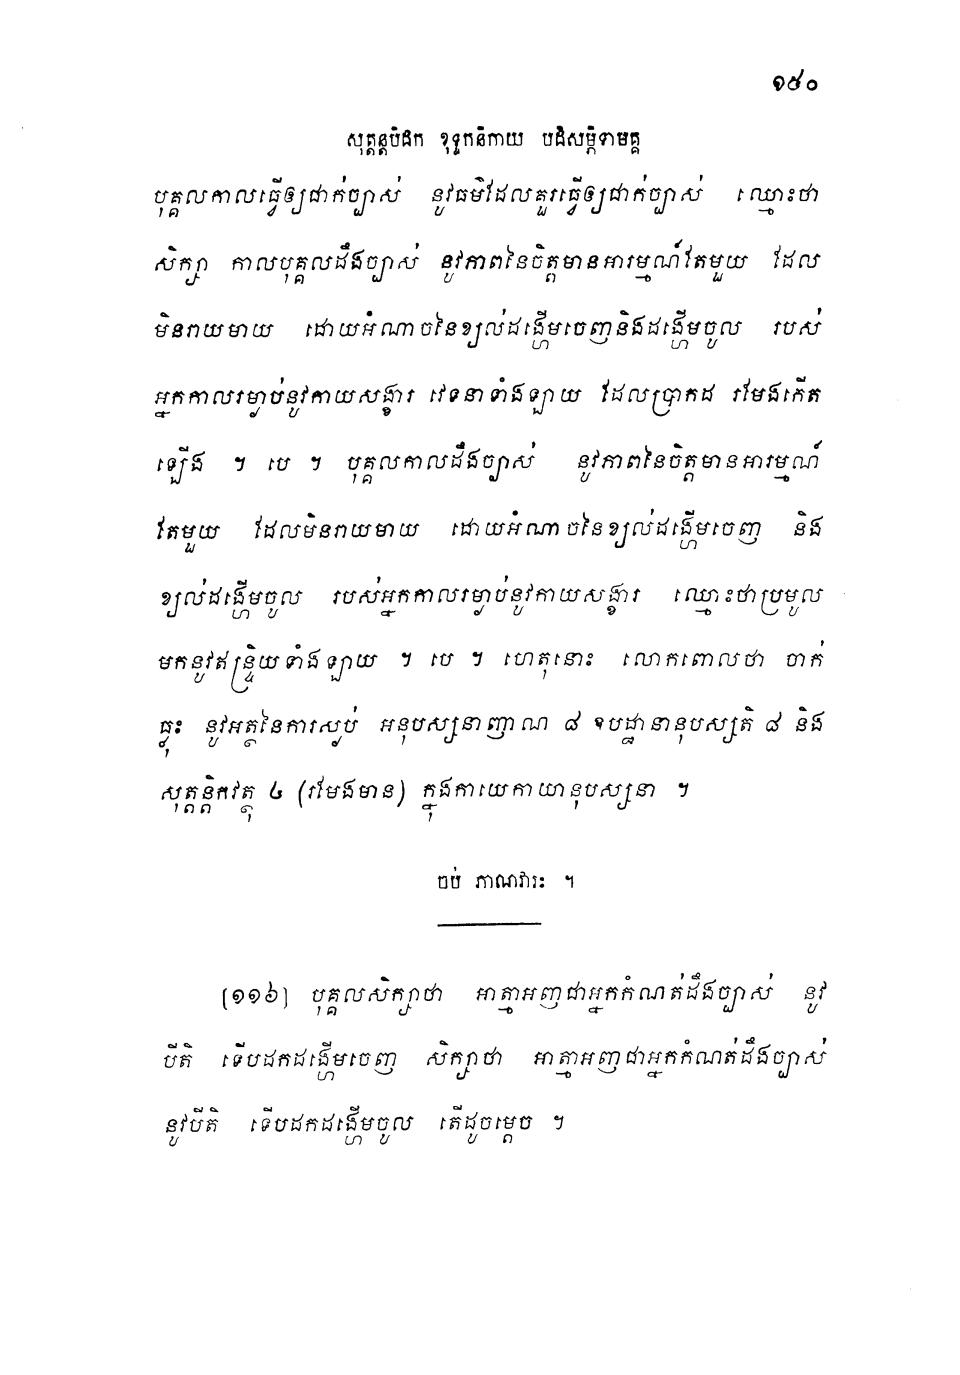 ១៥០
សុត្តន្តបិដក ខុទ្ទកនិកាយ បដិសម្ភិទាមគ្គ
បុគ្គលកាលធ្វើឲ្យជាក់ច្បាស់ នូវធម៌ដែលគួរធ្វើឲ្យជាក់ច្បាស់ ឈ្មោះថា
សិក្សា កាលបុគ្គលដឹងច្បាស់ នូវភាពនៃចិត្តមានអារម្មណ៍តែមួយ ដែល
មិនរាយមាយ ដោយអំណាចនៃខ្យល់ដង្ហើមចេញនិងដង្ហើមចូល របស់
អ្នកកាលរម្ងាប់នូវកាយសង្ខារ វេទនាទាំងឡាយ ដែលប្រាកដ រមែងកើត
ឡើង ។ បេ ។ បុគ្គលកាលដឹងច្បាស់ នូវភាពនៃចិត្តមានអារម្មណ៍
តែមួយ ដែលមិនរាយមាយ ដោយអំណាចនៃខ្យល់ដង្ហើមចេញ និង
ខ្យល់ដង្ហើមចូល របស់អ្នកកាលរម្ងាប់នូវកាយសង្ខារ ឈ្មោះថាប្រមូល
មកនូវឥន្ទ្រិយទាំងឡាយ ។ បេ ។ ហេតុនោះ លោកពោលថា ចាក់
ធ្លុះ នូវអត្ថនៃការស្ងប់ អនុបស្សនាញាណ ៨ ឧបដ្ឋានានុបស្សតិ ៨ និង
សុត្តន្តិកវត្ថុ ៤ (រមែងមាន) ក្នុងកាយេកាយានុបស្សនា ។
ចប់ ភាណវារៈ ។
[១១៦] បុគ្គលសិក្សាថា អាត្មាអញជាអ្នកកំណត់ដឹងច្បាស់ នូវ
បីតិ ទើបដកដង្ហើមចេញ សិក្សាថា អាត្មាអញជាអ្នកកំណត់ដឹងច្បាស់
នូវបីតិ ទើបដកដង្ហើមចូល តើដូចម្តេច ។